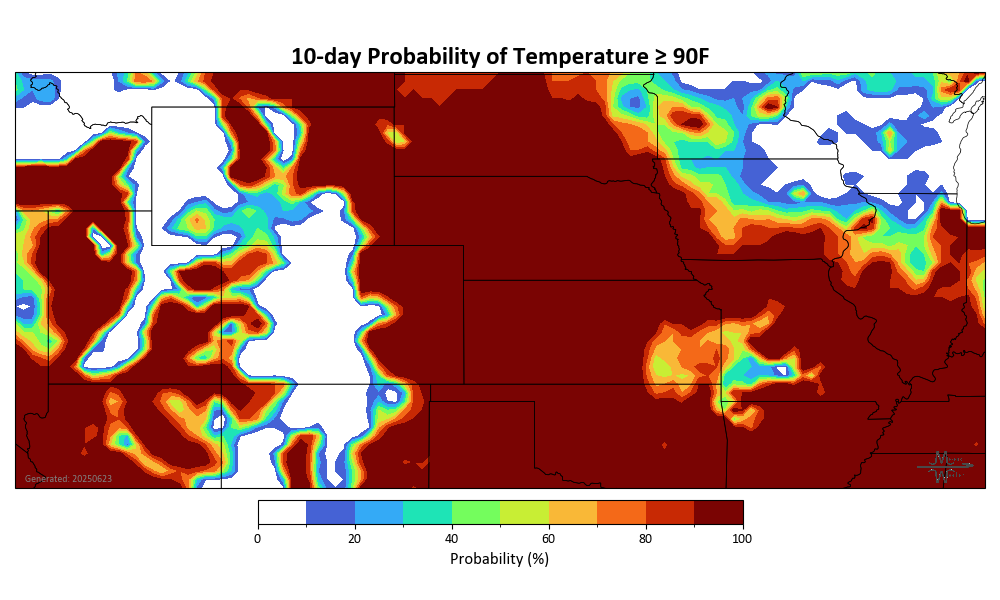 10-day Probability of Temperature ≥ 90F
Generated: 20250623
0 20 40 60 80 100
Probability (%)